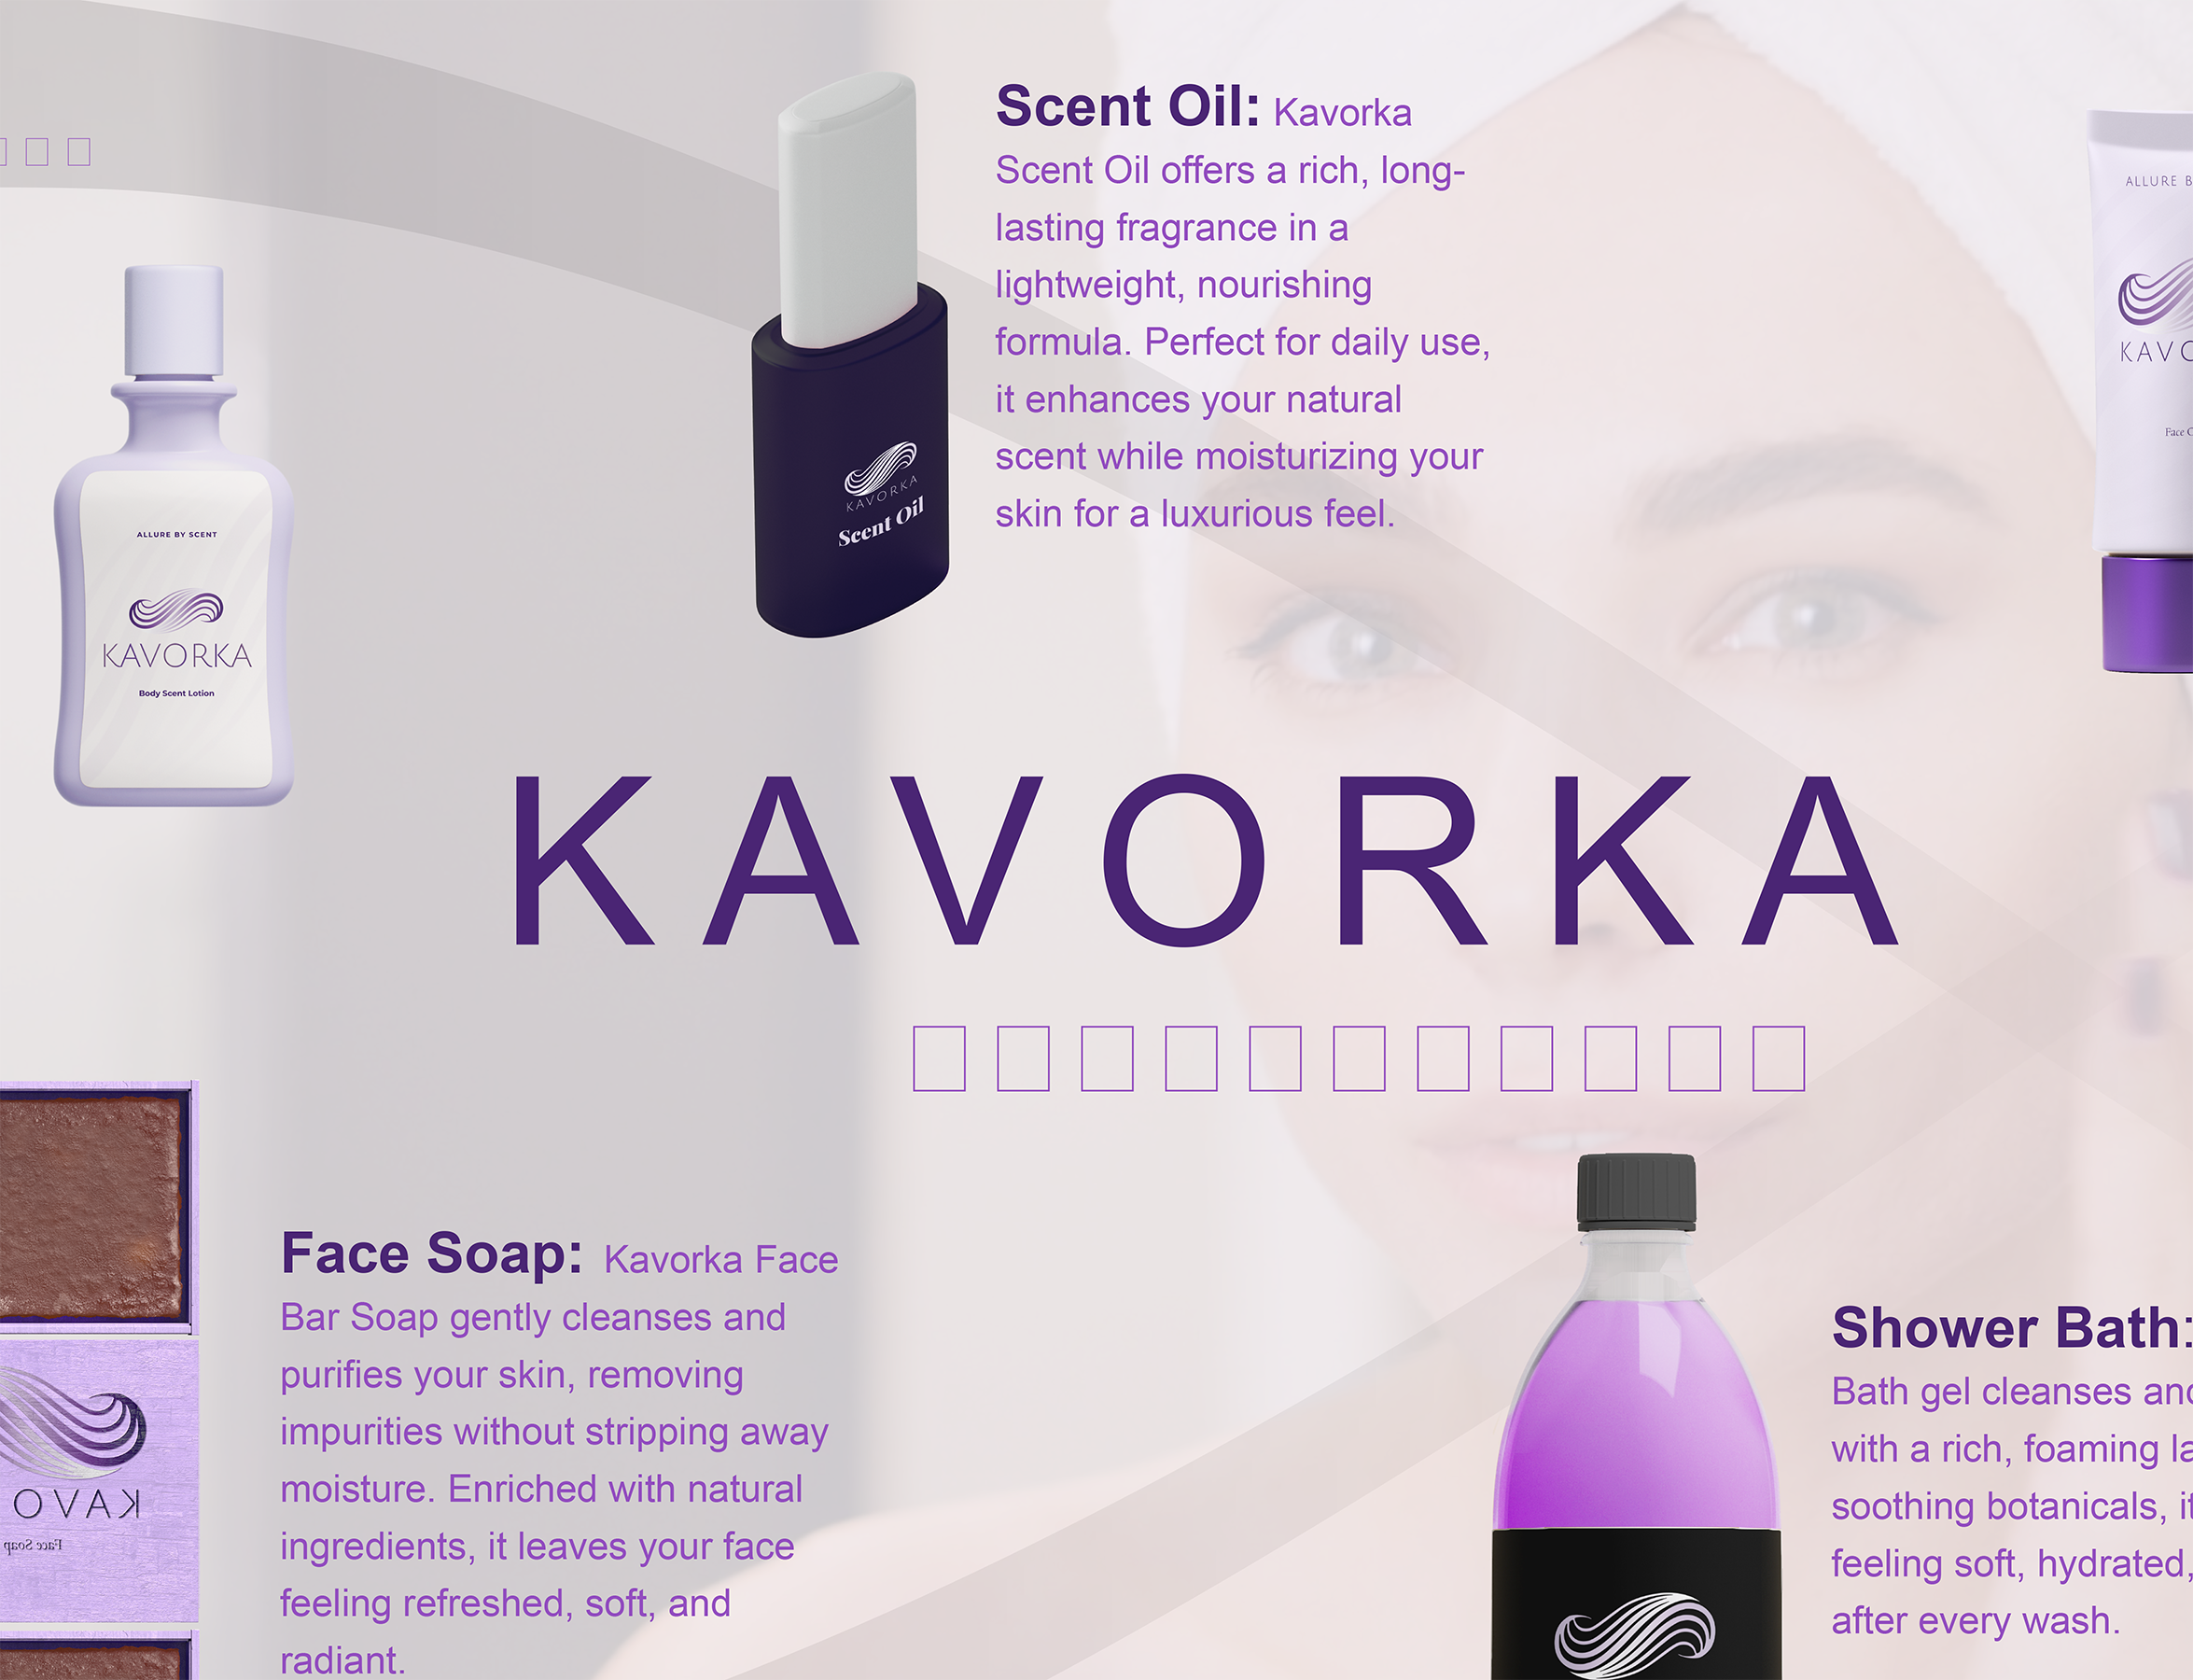 Scent Oil: Kavorka
Scent Oil offers a rich, long-
lasting fragrance in a
lightweight, nourishing
formula. Perfect for daily use,
it enhances your natural
scent while moisturizing your
skin for a luxurious feel.
KAVORKA
Scent Oil
ALLURE BY SCENT
KAVORKA
Body Scent Lotion
ALLURE
Face
KAVORKA
Face Soap: Kavorka Face
Bar Soap gently cleanses and
purifies your skin, removing
impurities without stripping away
moisture. Enriched with natural
ingredients, it leaves your face
feeling refreshed, soft, and
radiant.
KAVO
Face Soap
Shower Bath:
Bath gel cleanses and
with a rich, foaming
soothing botanicals,
feeling soft, hydrated,
after every wash.